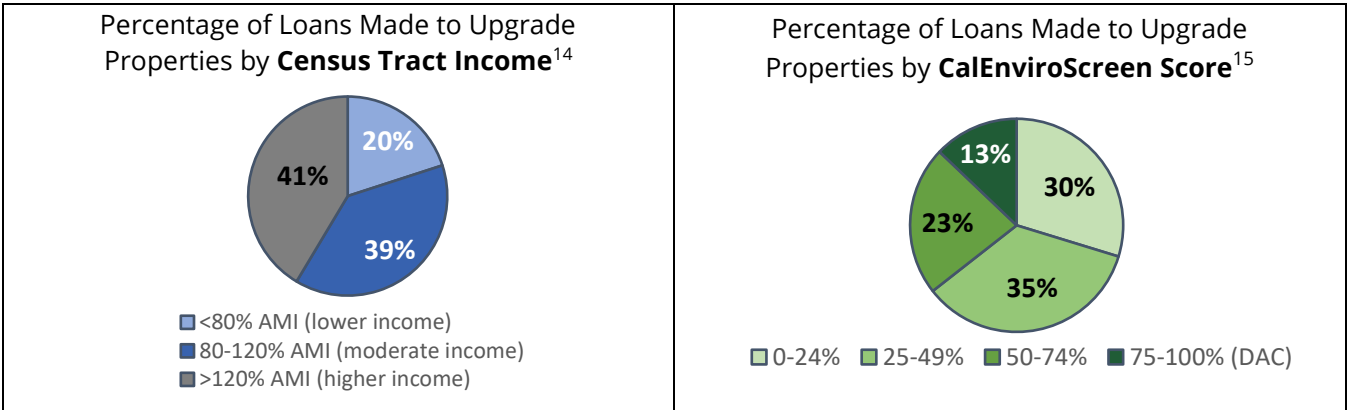 Percentage of Loans Made to Upgrade
Properties by Census Tract Income14
20%
41%
39%
<80% AMI (lower income)
80-120% AMI (moderate income)
>120% AMI (higher income)
Percentage of Loans Made to Upgrade
Properties by CalEnviroScreen Score15
13%
30%
23%
35%
0-24% 25-49% 50-74% 75-100% (DAC)